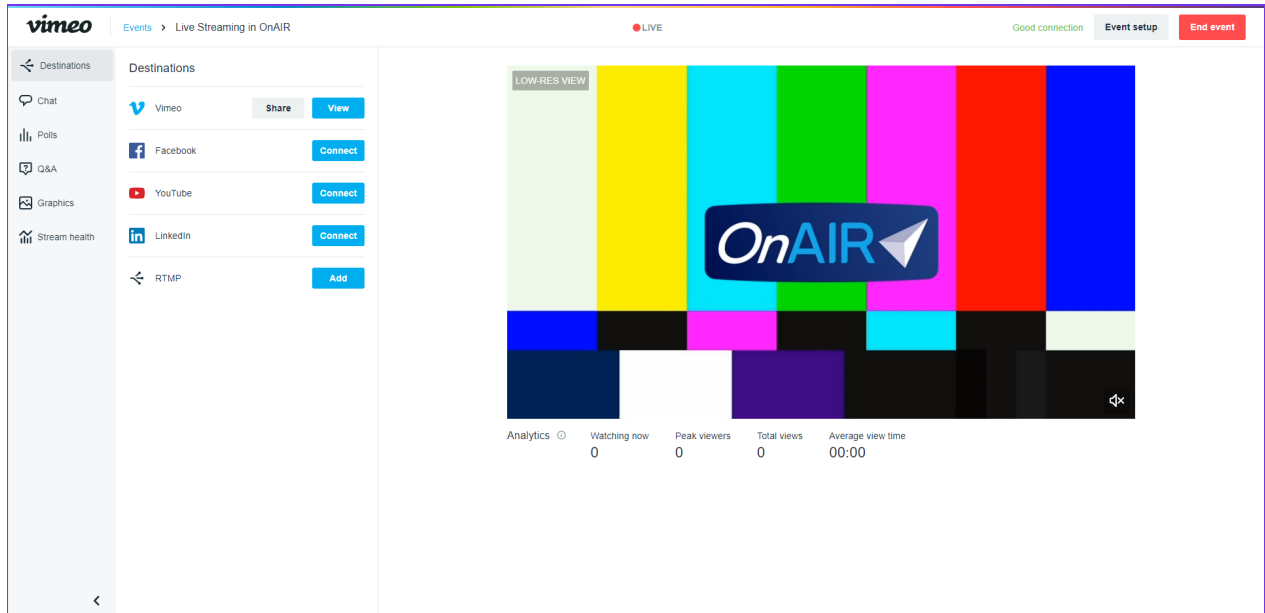 vimeo
Events > Live Streaming in OnAIR
LIVE
Good connection
Event setup
End event
Destinations
Chat
Polls
Q&A
Graphics
Stream health
Destinations
Vimeo
Share
View
Facebook
Connect
YouTube
Connect
LinkedIn
Connect
RTMP
Add
LOW-RES VIEW
OnAIR
Analytics
Watching now
0
Peak viewers
0
Total views
0
Average view time
00:00